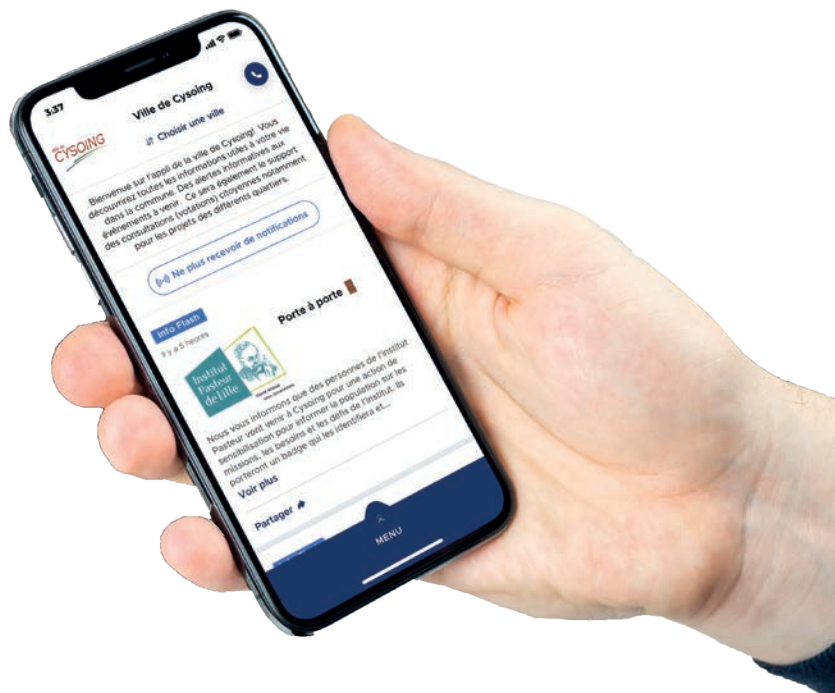 3:37
Ville de Cysoing
CYSOING
Choisir une ville
Bienvenue sur l'appli de la ville de Cysoing! Vous
découvrirez toutes les informations utiles à votre vie
dans la commune. Des alertes informatives aux
événements à venir. Ce sera également le support
des consultations (votations) citoyennes notamment
pour les projets des différents quartiers.
Ne plus recevoir de notifications
Info Flash
Il y a 5 heures
Porte à porte
Institut
Pasteur
de Lille
Nous vous informons que des personnes de l'institut
Pasteur vont venir à Cysoing pour une action de
sensibilisation pour informer la population sur les
missions, les besoins et les défis de l'institut. ils
porteront un badge qui les identifiera et...
Voir plus
Partager
MENU